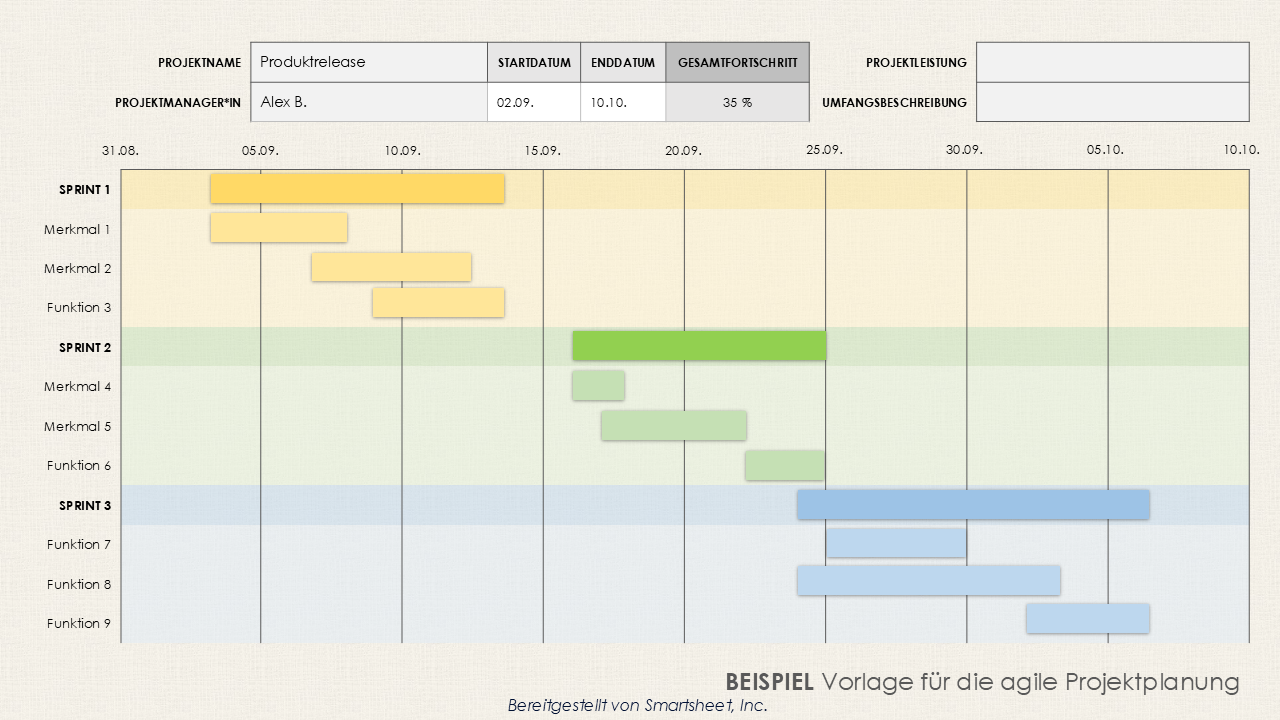 PROJEKTNAME Produktrelease STARTDATUM ENDDATUM GESAMTFORTSCHRITT PROJEKTLEISTUNG
PROJEKTMANAGER*IN Alex B. 02.09. 10.10. 35 % UMFANGSBESCHREIBUNG
31.08. 05.09. 10.09. 15.09. 20.09. 25.09. 30.09. 05.10. 10.10.
SPRINT 1
Merkmal 1
Merkmal 2
Funktion 3
SPRINT 2
Merkmal 4
Merkmal 5
Funktion 6
SPRINT 3
Funktion 7
Funktion 8
Funktion 9
BEISPIEL Vorlage für die agile Projektplanung
Bereitgestellt von Smartsheet, Inc.